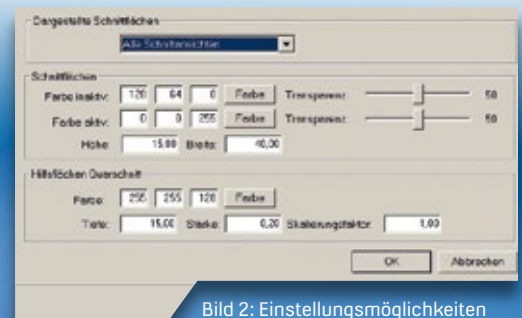 Dargestellte Schnittflächen
Alle Schnittansichten
Schnittflächen
Farbe inaktiv: 128 64 0 Farbe Transparenz: 50
Farbe aktiv: 0 0 255 Farbe Transparenz: 50
Höhe: 15,00 Breite: 40,00
Hilfsflächen Querschnitt
Farbe: 255 255 128 Farbe
Tiefe: 15,00 Stärke: 0,20 Skalierungsfaktor: 1,00
OK Abbrechen
Bild 2: Einstellungsmöglichkeiten